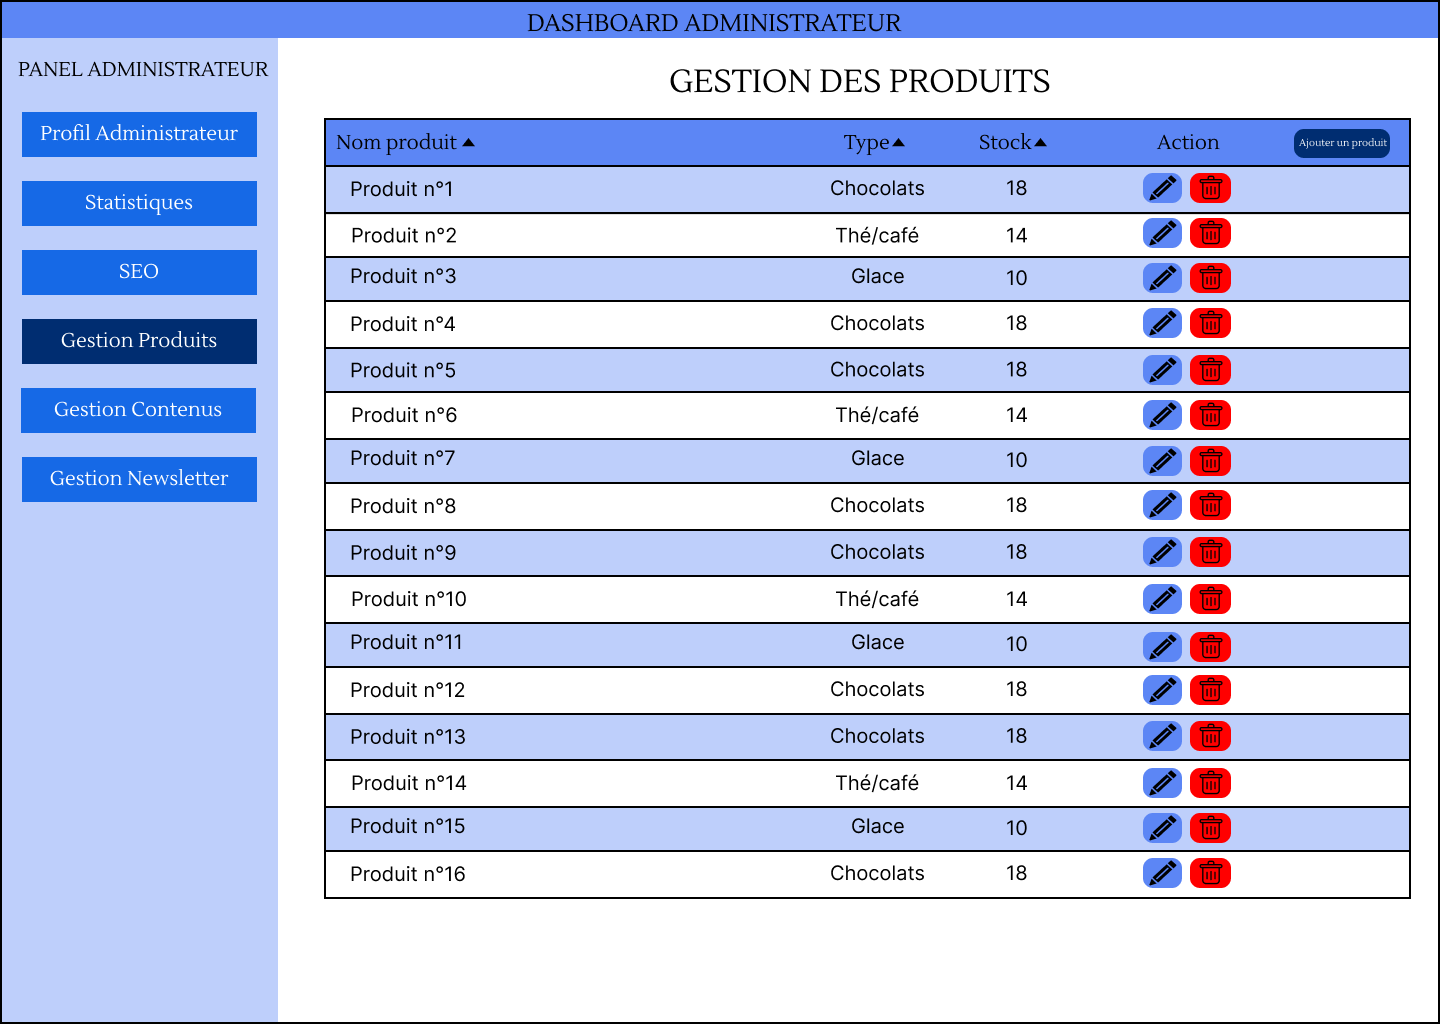 DASHBOARD ADMINISTRATEUR
PANEL ADMINISTRATEUR
Profil Administrateur
Statistiques
SEO
Gestion Produits
Gestion Contenus
Gestion Newsletter
GESTION DES PRODUITS
Nom produit Type Stock Action Ajouter un produit
Produit n°1 Chocolats 18
Produit n°2 Thé/café 14
Produit n°3 Glace 10
Produit n°4 Chocolats 18
Produit n°5 Chocolats 18
Produit n°6 Thé/café 14
Produit n°7 Glace 10
Produit n°8 Chocolats 18
Produit n°9 Chocolats 18
Produit n°10 Thé/café 14
Produit n°11 Glace 10
Produit n°12 Chocolats 18
Produit n°13 Chocolats 18
Produit n°14 Thé/café 14
Produit n°15 Glace 10
Produit n°16 Chocolats 18